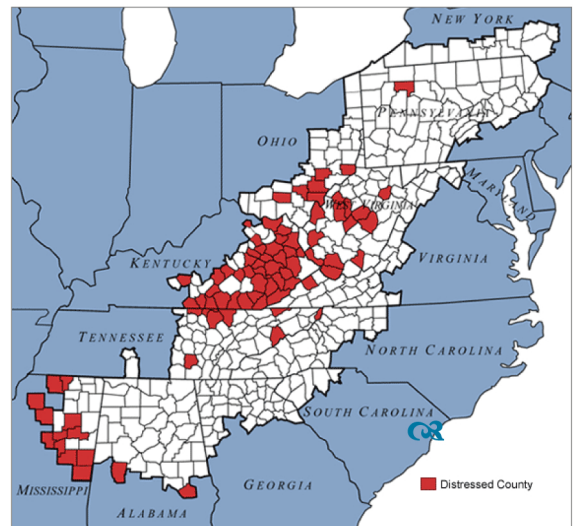 NEW YORK
PENNSYLVANIA
OHIO
MARYLAND
WEST VIRGINIA
KENTUCKY
VIRGINIA
TENNESSEE
NORTH CAROLINA
SOUTH CAROLINA
MISSISSIPPI
ALABAMA
GEORGIA
Distressed County